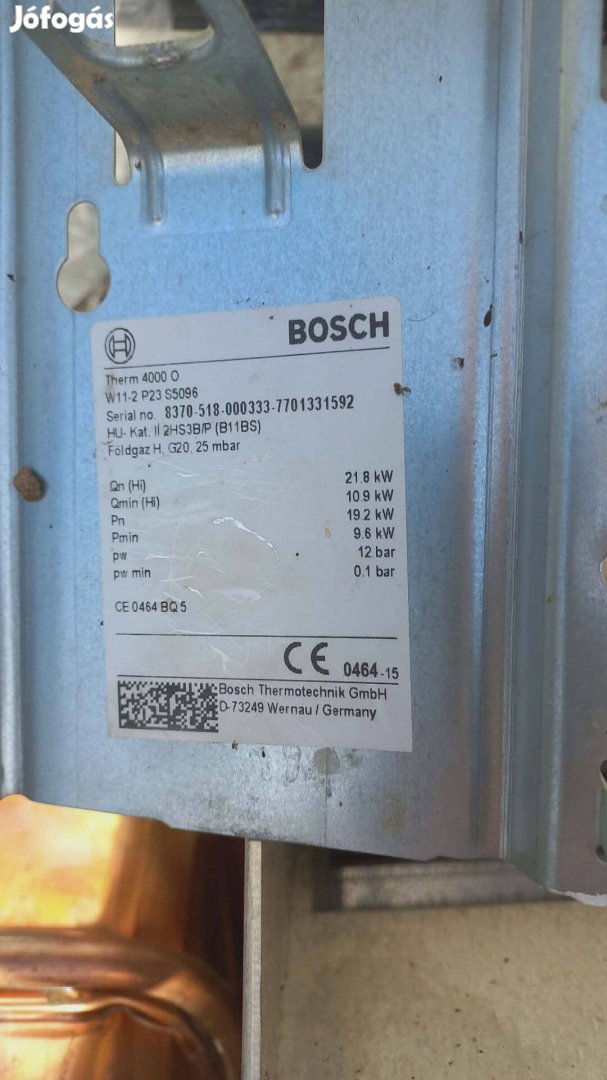 Jófogás
BOSCH
Therm 4000 O
W11-2 P23 S5096
Serial no. 8370-518-000333-7701331592
HU- Kat. II 2HS3B/P (B11BS)
Földgáz H, G20, 25 mbar
Qn (Hi) 21.8 kW
Qmin (Hi) 10.9 kW
Pn 19.2 kW
Pmin 9.6 kW
pw 12 bar
pw min 0.1 bar
CE 0464 BQ 5
CE 0464-15
Bosch Thermotechnik GmbH
D-73249 Wernau / Germany